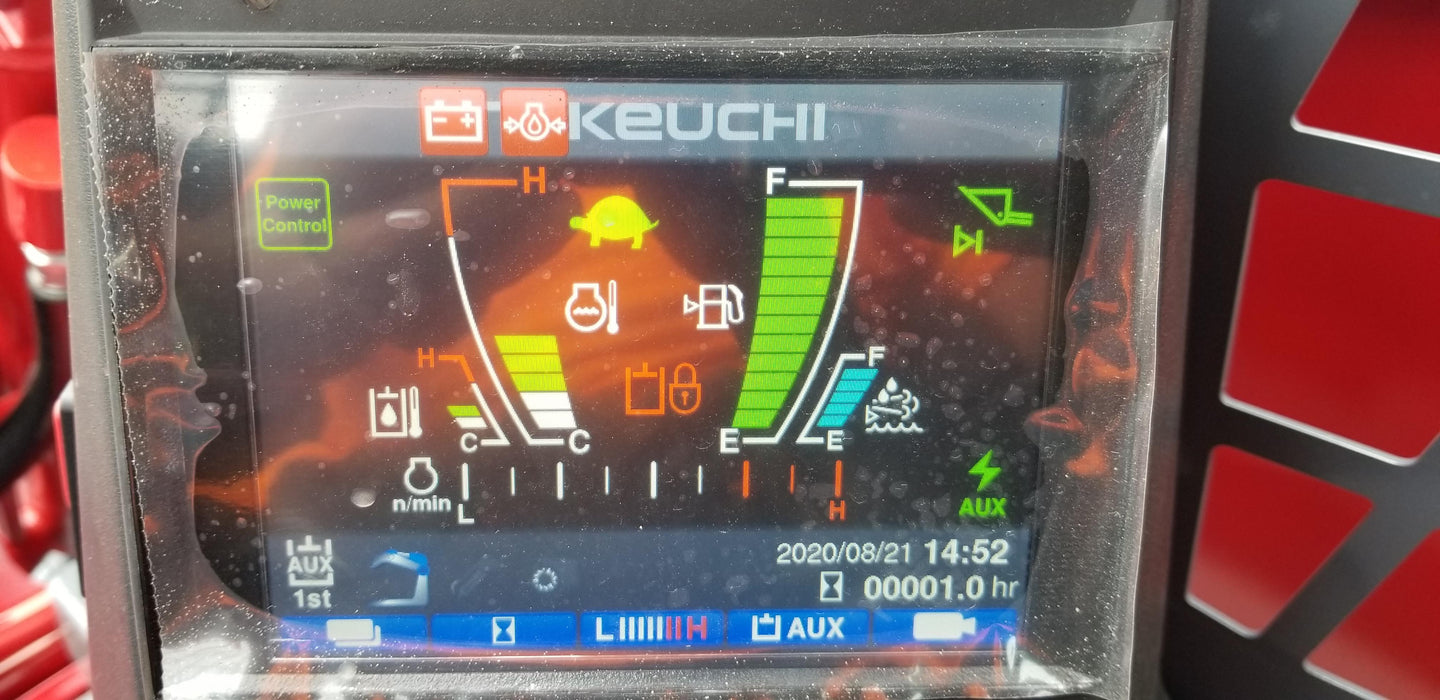 KEUCHI
Power
Control
H
F
H
F
C
C
E
E
n/min
L
H
AUX
AUX
1st
2020/08/21 14:52
00001.0 hr
L H
AUX